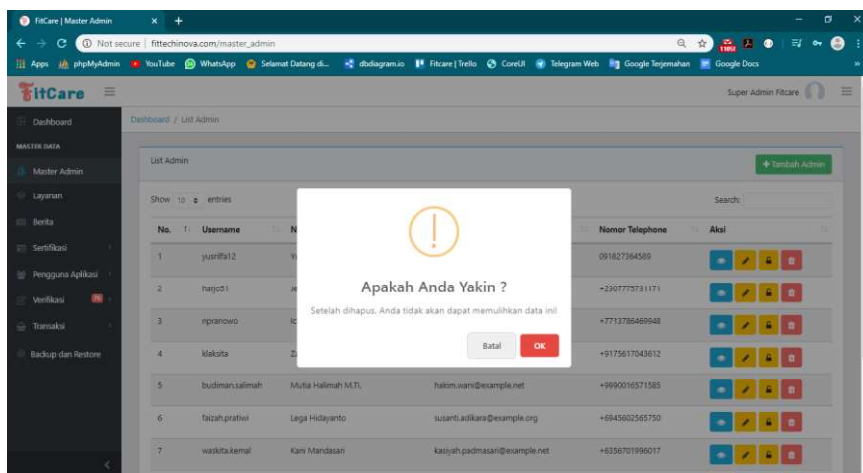 FitCare | Master Admin
Not secure | fittechinova.com/master_admin
Apps phpMyAdmin YouTube WhatsApp Selamat Datang di... dbdiagram.io Fitcare | Trello CoreUI Telegram Web Google Terjemahan Google Docs
FitCare Super Admin Fitcare
Dashboard
Dashboard / List Admin
MASTER DATA
Master Admin
Layanan
Berita
Sertifikasi
Pengguna Aplikasi
Verifikasi
Transaksi
Backup dan Restore
List Admin + Tambah Admin
Show 10 entries Search:
No. Username N Nomor Telephone Aksi
1 yusrilfa12 091827364589
2 harjo51 +2307775731171
3 npranowo +7713786469948
4 klaksita +9175617043612
5 budiman.salimah Mutia Halimah M.TI. hakim.wani@example.net +9990016571585
6 faizah.pratiwi Lega Hidayanto susanti.adikara@example.org +6945602565750
7 waskita.kemal Kani Mandasari kasiyah.padmasari@example.net +6356701996017
Apakah Anda Yakin ?
Setelah dihapus, Anda tidak akan dapat memulihkan data ini!
Batal OK